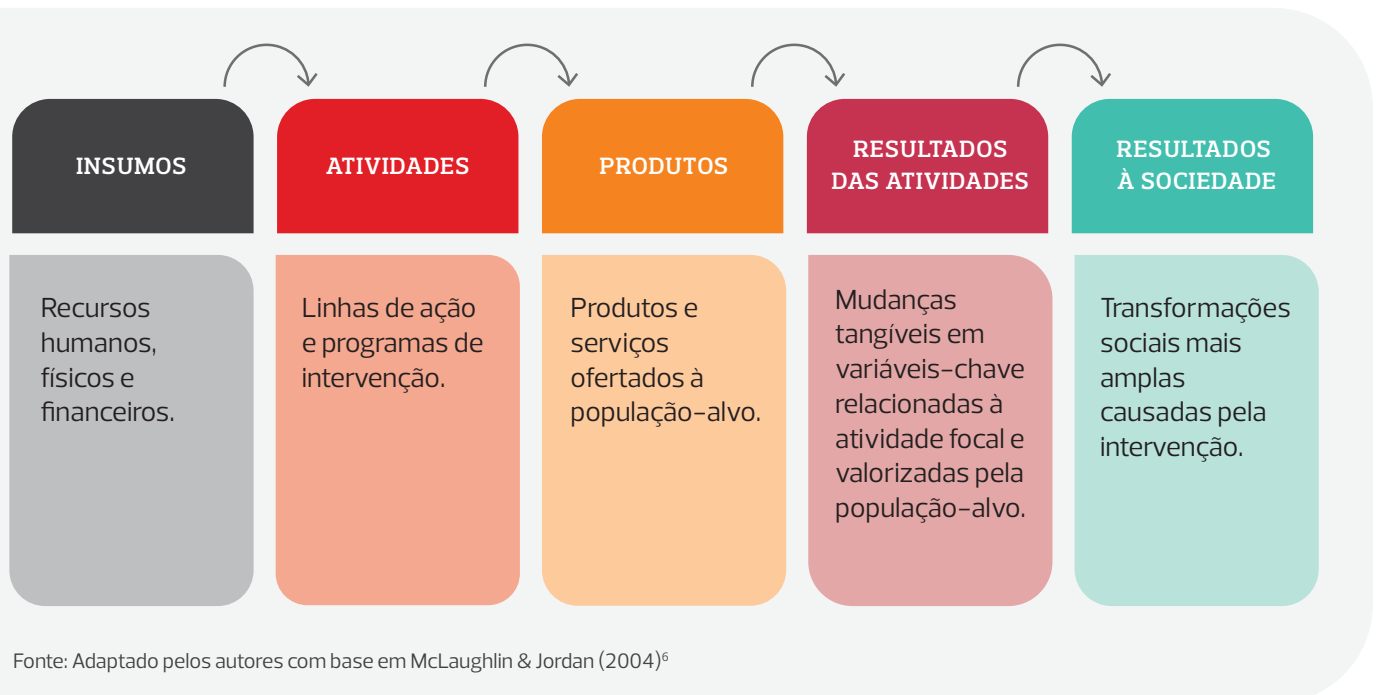 INSUMOS
Recursos
humanos,
físicos e
financeiros.
ATIVIDADES
Linhas de ação
e programas de
intervenção.
PRODUTOS
Produtos e
serviços
ofertados à
população-alvo.
RESULTADOS
DAS ATIVIDADES
Mudanças
tangíveis em
variáveis-chave
relacionadas à
atividade focal e
valorizadas pela
população-alvo.
RESULTADOS
À SOCIEDADE
Transformações
sociais mais
amplas
causadas pela
intervenção.
Fonte: Adaptado pelos autores com base em McLaughlin & Jordan (2004)⁶